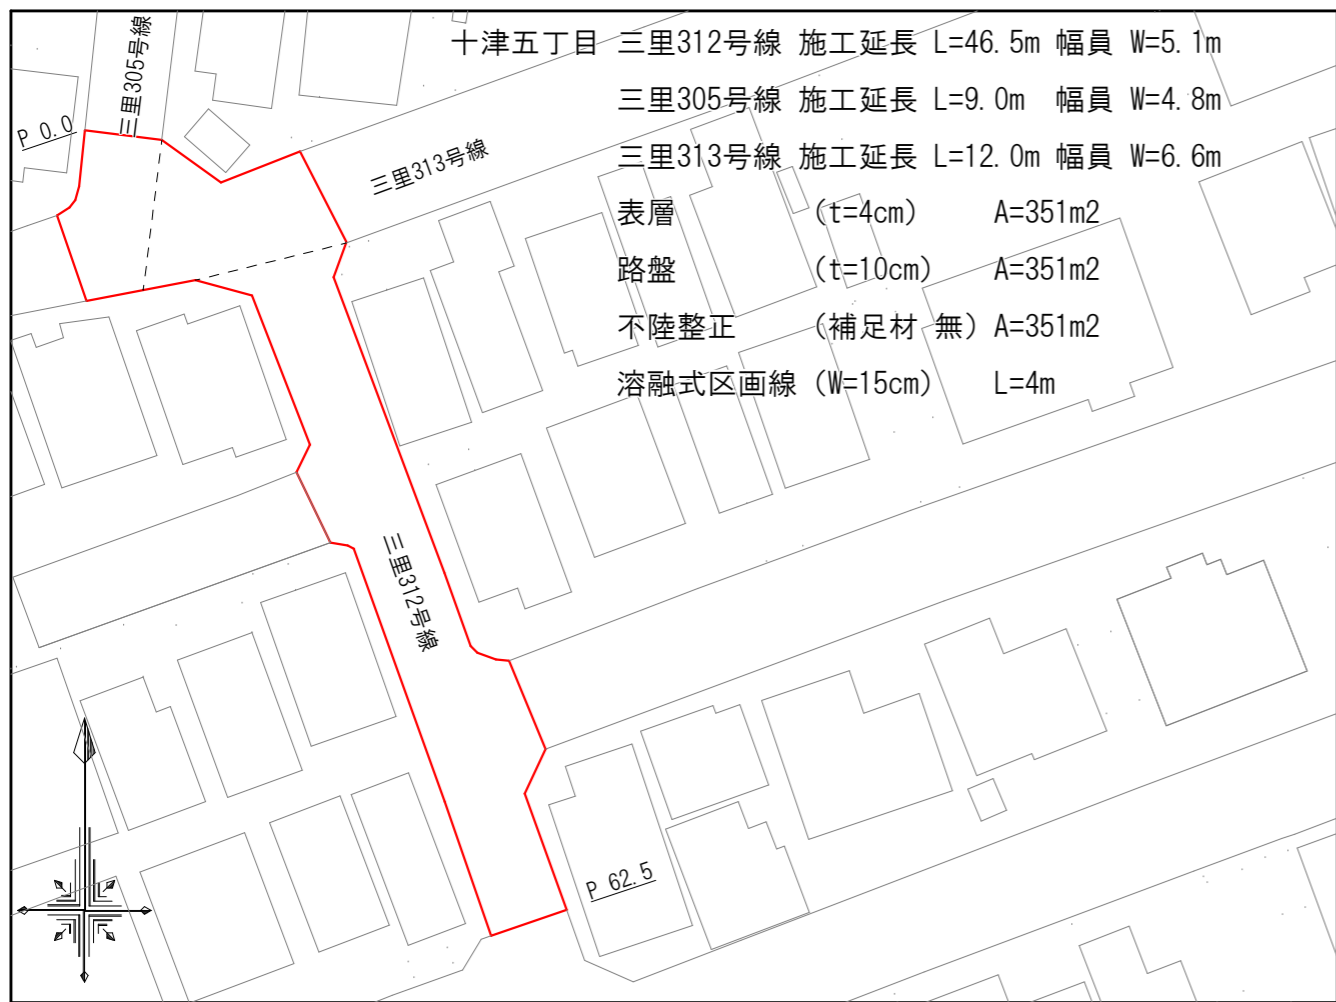 十津五丁目 三里312号線 施工延長 L=46.5m 幅員 W=5.1m
三里305号線 施工延長 L=9.0m 幅員 W=4.8m
三里313号線 施工延長 L=12.0m 幅員 W=6.6m
表層 (t=4cm) A=351m2
路盤 (t=10cm) A=351m2
不陸整正 (補足材 無) A=351m2
溶融式区画線 (W=15cm) L=4m
三里305号線
P 0.0
三里313号線
三里312号線
P 62.5